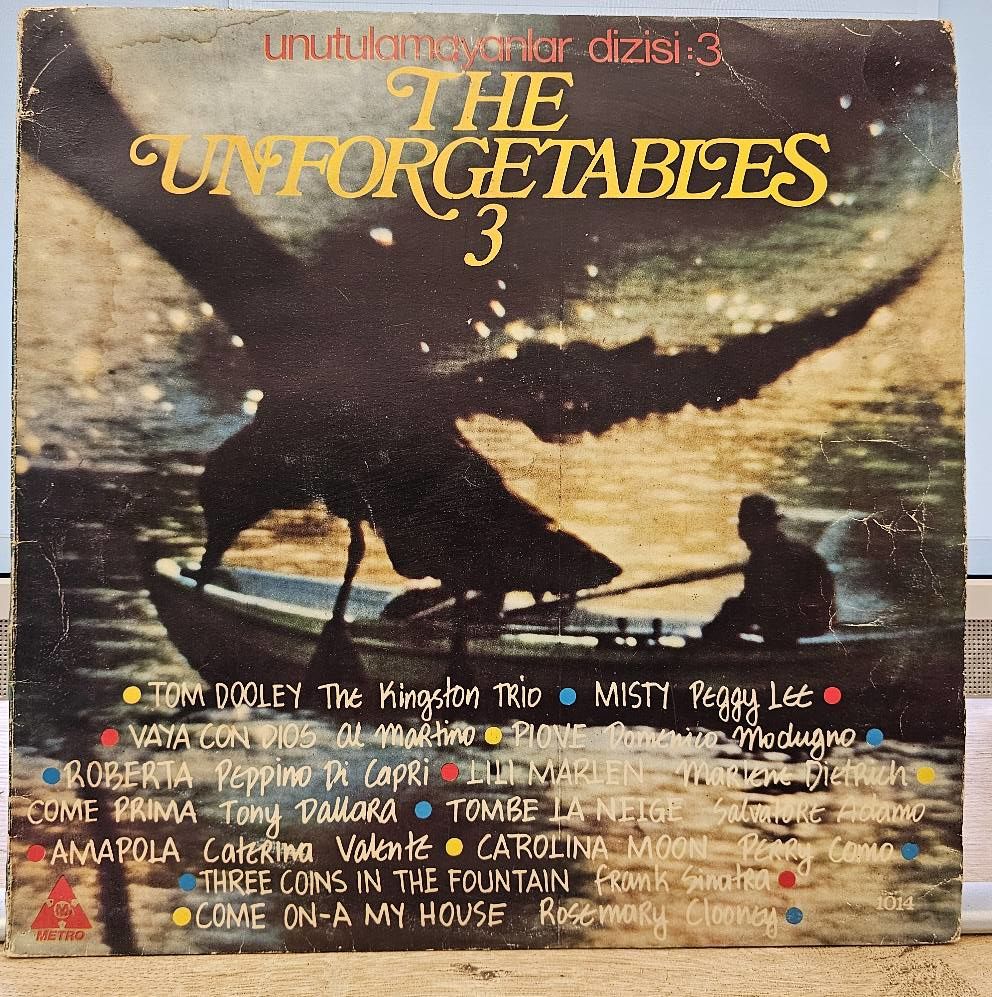 unutulamayanlar dizisi:3
THE
UNFORGETABLES
3
TOM DOOLEY The Kingston Trio • MISTY Peggy Lee
VAYA CON DIOS al Martino • PIOVE Domenico Modugno
ROBERTA Peppino Di Capri • LILI MARLEN Marlene Dietrich
COME PRIMA Tony Dallara • TOMBE LA NEIGE Salvatore Adamo
AMAPOLA Caterina Valente • CAROLINA MOON Perry Como
THREE COINS IN THE FOUNTAIN frank Sinatra
COME ON-A MY HOUSE Rosemary Clooney
1014
M
METRO